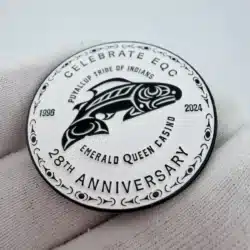 CELEBRATE EQC
PUYALLUP TRIBE OF INDIANS
1996 2024
EMERALD QUEEN CASINO
28TH ANNIVERSARY